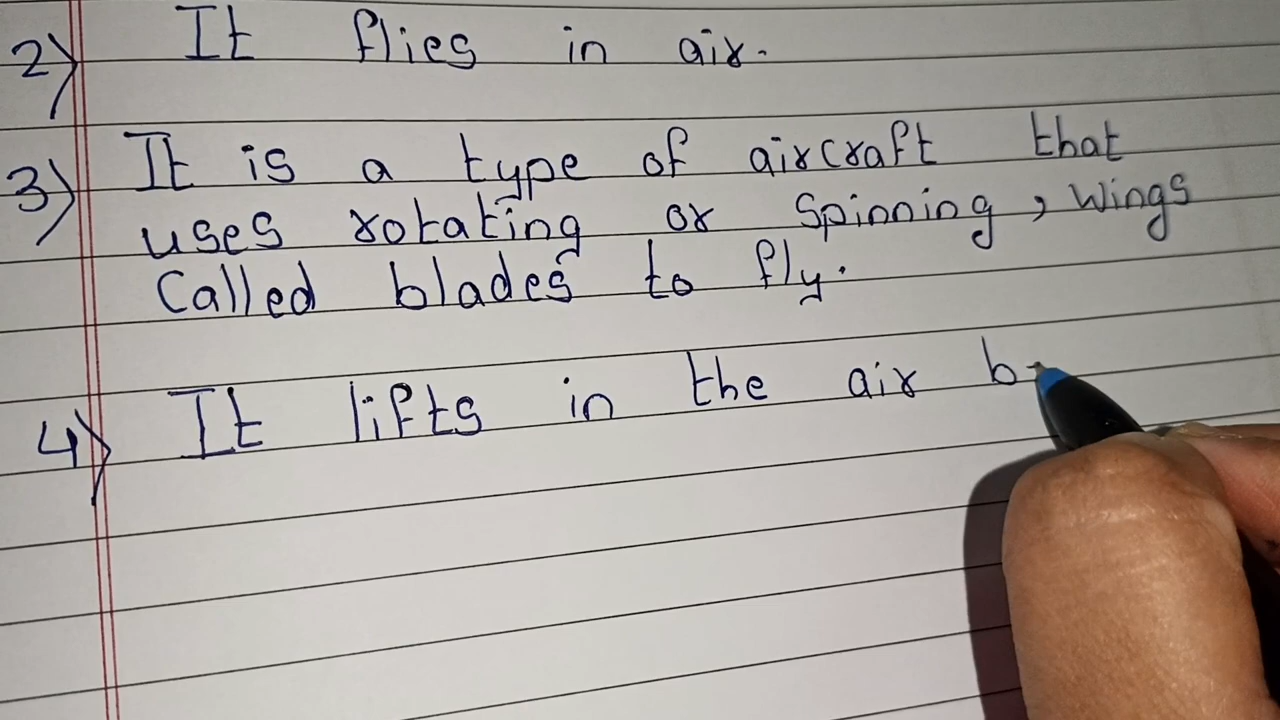 2) It flies in air.
3) It is a type of aircraft that
uses rotating or spinning, wings
Called blades to fly.
4) It lifts in the air b